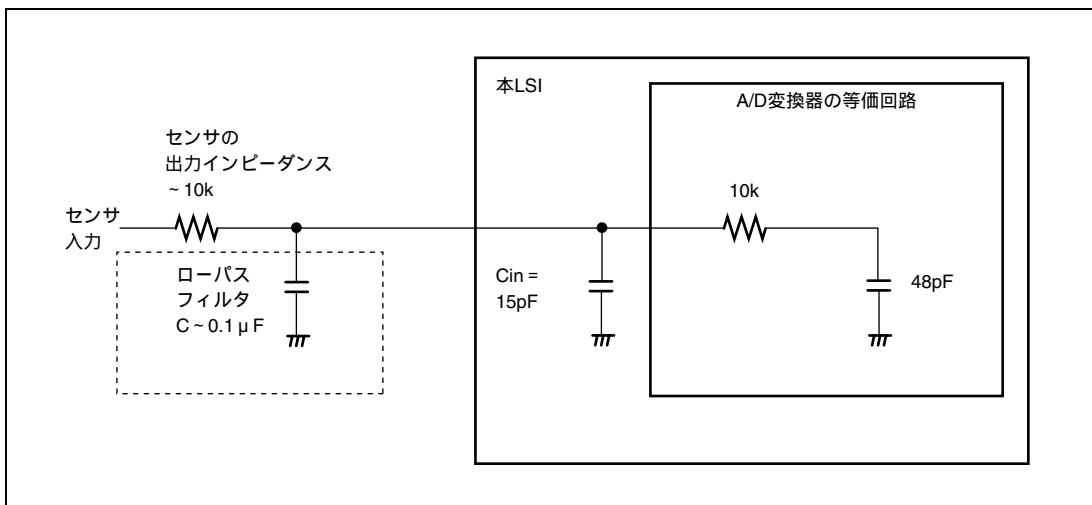 本LSI
A/D変換器の等価回路
センサの
出力インピーダンス
~ 10k
10k
センサ
入力
ローパス
フィルタ
C ~ 0.1 μ F
Cin =
15pF
48pF